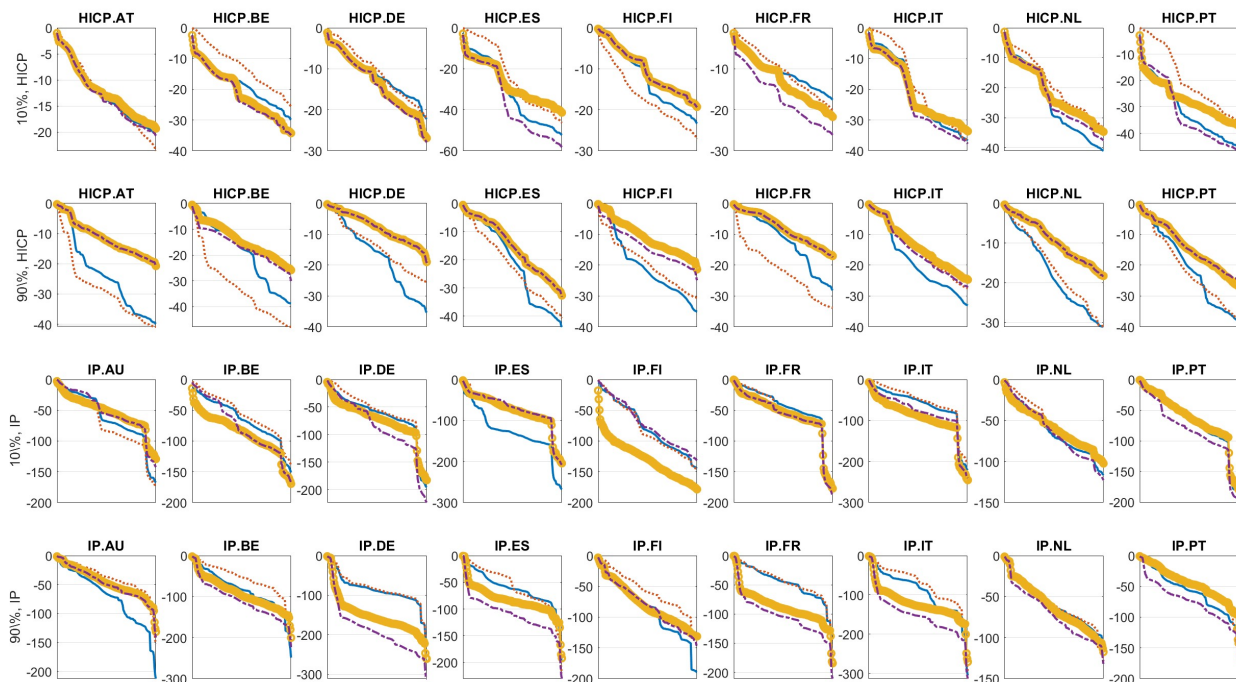 HICP.AT HICP.BE HICP.DE HICP.ES HICP.FI HICP.FR HICP.IT HICP.NL HICP.PT
10\%, HICP
0 -5 -10 -15 -20
0 -10 -20 -30 -40
0 -10 -20 -30
0 -20 -40 -60
0 -10 -20 -30
0 -10 -20 -30
0 -10 -20 -30 -40
0 -10 -20 -30 -40
0 -10 -20 -30 -40
HICP.AT HICP.BE HICP.DE HICP.ES HICP.FI HICP.FR HICP.IT HICP.NL HICP.PT
90\%, HICP
0 -10 -20 -30 -40
0 -10 -20 -30 -40
0 -10 -20 -30 -40
0 -10 -20 -30 -40
0 -10 -20 -30 -40
0 -10 -20 -30 -40
0 -10 -20 -30 -40
0 -10 -20 -30
0 -10 -20 -30 -40
IP.AU IP.BE IP.DE IP.ES IP.FI IP.FR IP.IT IP.NL IP.PT
10\%, IP
0 -50 -100 -150 -200
0 -50 -100 -150 -200
0 -50 -100 -150 -200
0 -100 -200 -300
0 -50 -100 -150 -200
0 -50 -100 -150 -200
0 -100 -200 -300
0 -50 -100 -150
0 -50 -100 -150 -200
IP.AU IP.BE IP.DE IP.ES IP.FI IP.FR IP.IT IP.NL IP.PT
90\%, IP
0 -50 -100 -150 -200
0 -100 -200 -300
0 -100 -200 -300
0 -50 -100 -150 -200
0 -50 -100 -150 -200
0 -50 -100 -150 -200
0 -50 -100 -150 -200
0 -50 -100 -150
0 -50 -100 -150 -200